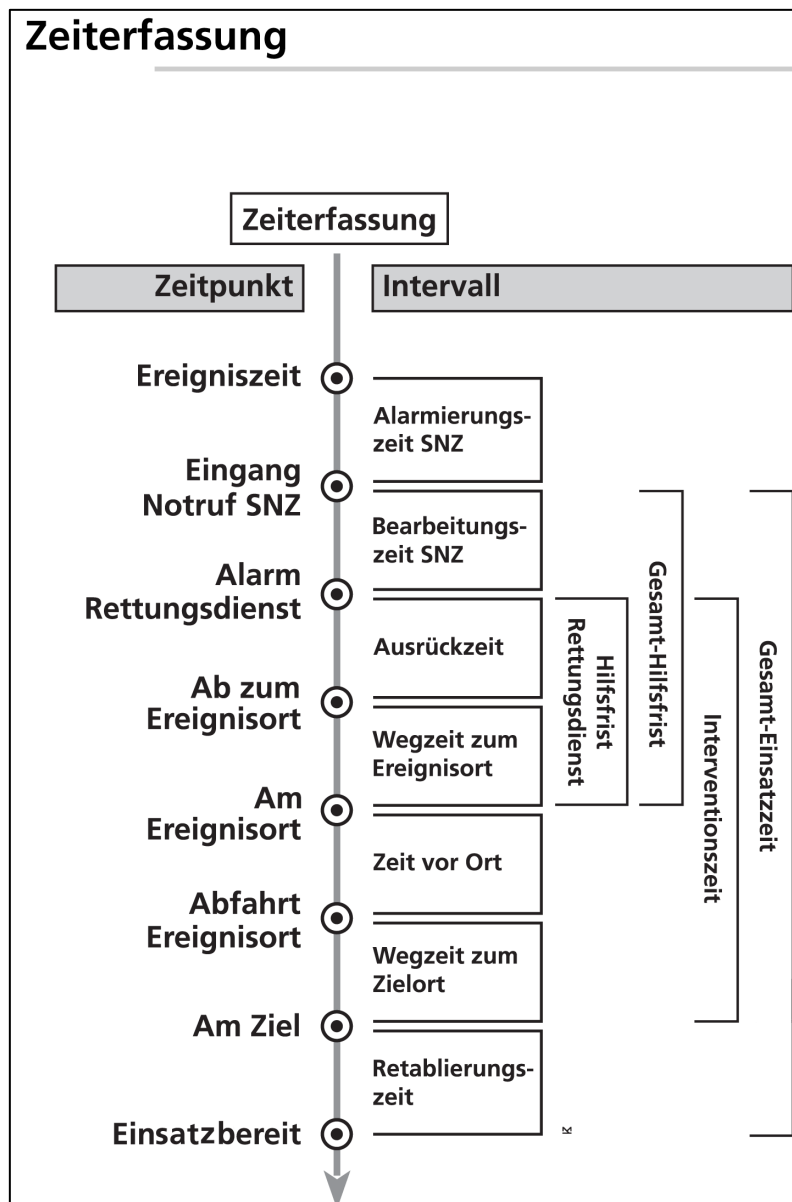 Zeiterfassung
Zeiterfassung
Zeitpunkt
Intervall
Ereigniszeit
Alarmierungs-
zeit SNZ
Eingang
Notruf SNZ
Bearbeitungs-
zeit SNZ
Alarm
Rettungsdienst
Ausrückzeit
Ab zum
Ereignisort
Wegzeit zum
Ereignisort
Am
Ereignisort
Zeit vor Ort
Abfahrt
Ereignisort
Wegzeit zum
Zielort
Am Ziel
Retablierungs-
zeit
Einsatzbereit
Hilfsfrist
Rettungsdienst
Gesamt-Hilfsfrist
Interventionszeit
Gesamt-Einsatzzeit